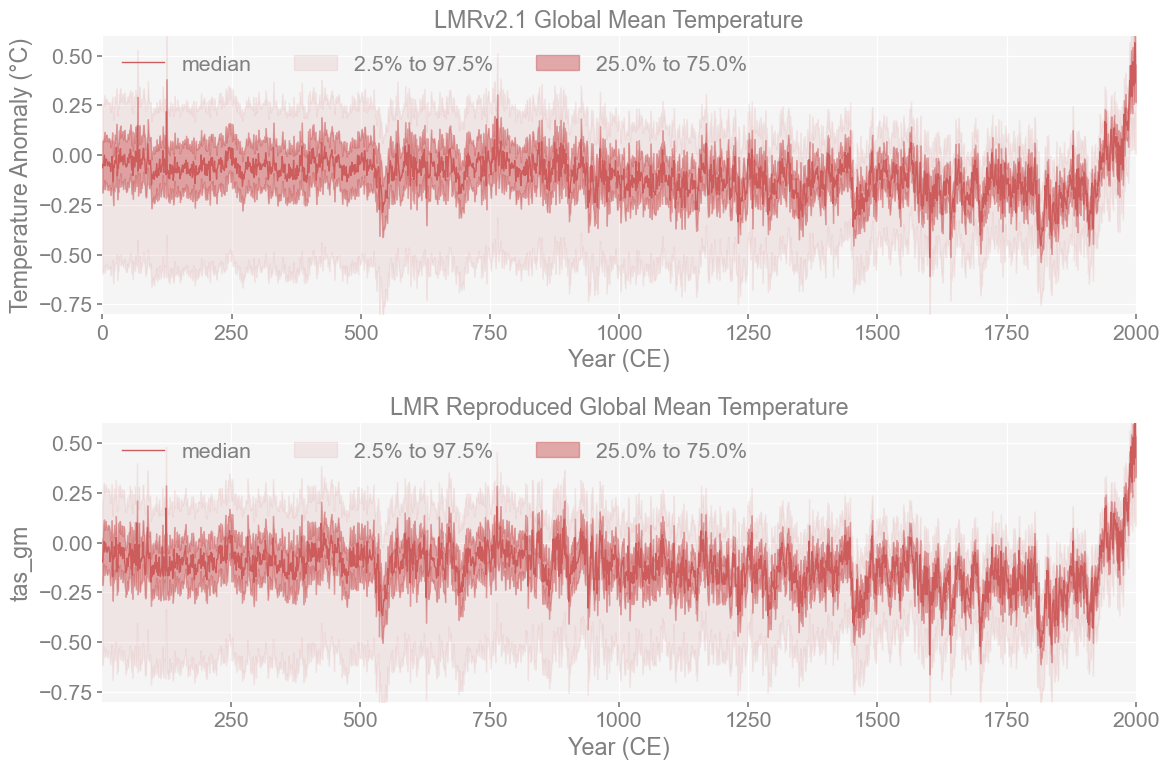 LMRv2.1 Global Mean Temperature
median 2.5% to 97.5% 25.0% to 75.0%
Temperature Anomaly (°C)
0.50
0.25
0.00
−0.25
−0.50
−0.75
0 250 500 750 1000 1250 1500 1750 2000
Year (CE)
LMR Reproduced Global Mean Temperature
median 2.5% to 97.5% 25.0% to 75.0%
tas_gm
0.50
0.25
0.00
−0.25
−0.50
−0.75
250 500 750 1000 1250 1500 1750 2000
Year (CE)